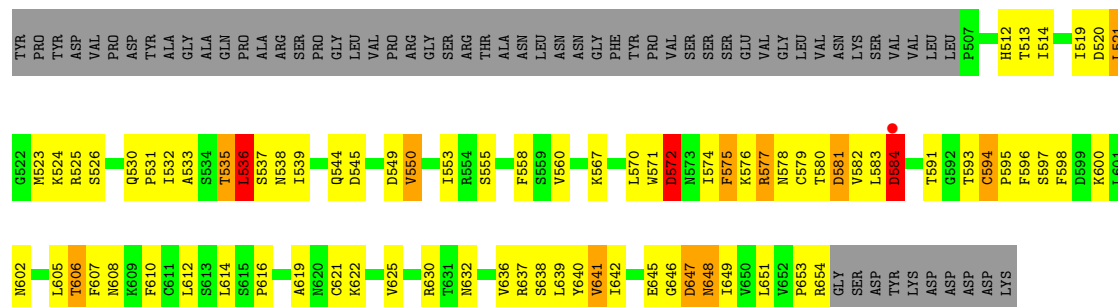 TYR PRO TYR ASP VAL PRO ASP TYR ALA GLY ALA GLN PRO ALA ARG SER PRO GLY LEU VAL PRO ARG GLY SER ARG THR ALA ASN LEU ASN ASN GLY PHE TYR PRO VAL SER SER SER GLU VAL GLY LEU VAL ASN LYS SER VAL VAL LEU LEU P507 H512 T513 I514 I519 D520
G522 M523 K524 R525 S526 Q530 P531 I532 A533 S534 T535 L536 S537 N538 I539 Q544 D545 D549 V550 I553 R554 S555 F558 S559 V560 K567 L570 W571 D572 N573 I574 F575 K576 R577 N578 C579 T580 D581 V582 L583 D584 T591 G592 T593 C594 P595 F596 S597 F598 D599 K600
N602 L605 T606 F607 N608 K609 F610 C611 L612 S613 L614 S615 P616 A619 N620 C621 K622 V625 R630 T631 N632 V636 R637 S638 L639 Y640 V641 I642 E645 G646 D647 N648 I649 V650 L651 V652 P653 R654 GLY SER ASP TYR LYS ASP ASP ASP ASP LYS